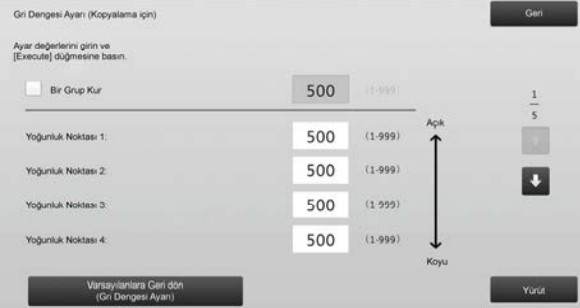 Gri Dengesi Ayarı (Kopyalama için)
Geri
Ayar değerlerini girin ve
[Execute] düğmesine basın.
Bir Grup Kur 500 (1-999)
1
5
Açık
Yoğunluk Noktası 1: 500 (1-999)
Yoğunluk Noktası 2: 500 (1-999)
Yoğunluk Noktası 3: 500 (1-999)
Yoğunluk Noktası 4: 500 (1-999)
Koyu
Varsayılanlara Geri dön
(Gri Dengesi Ayarı)
Yürüt